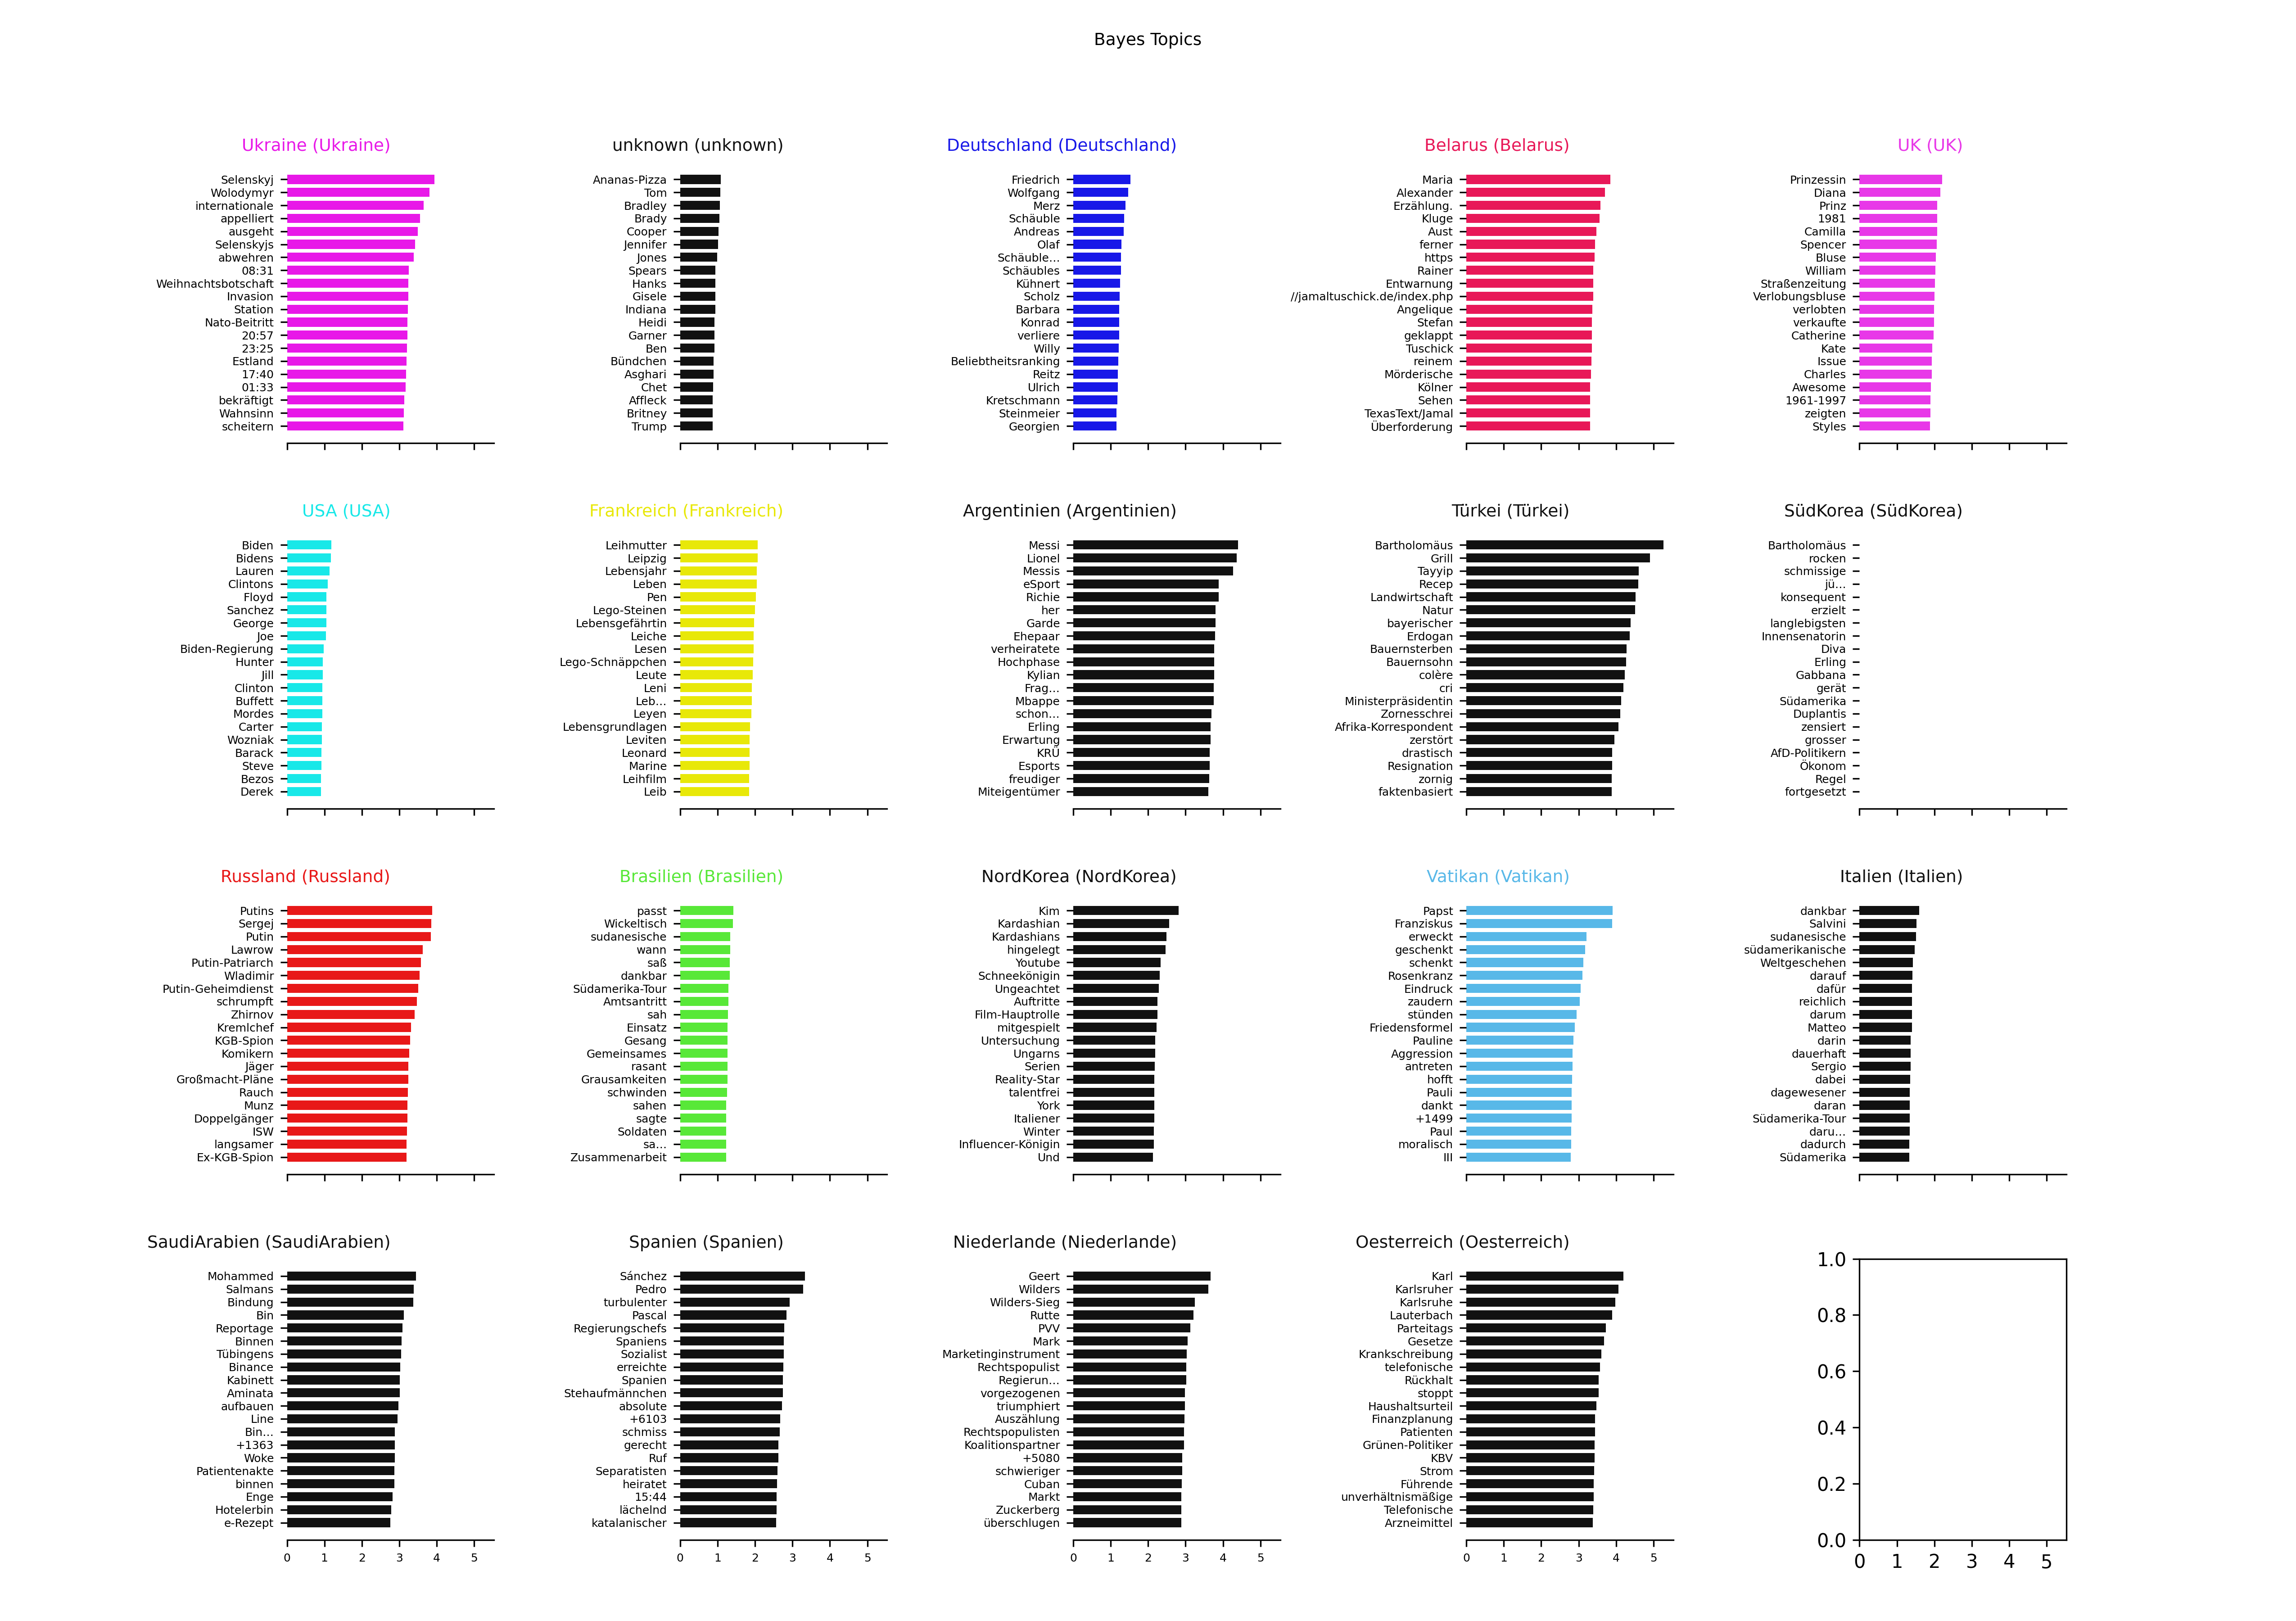 Bayes Topics
Ukraine (Ukraine)
Selenskyj
Wolodymyr
internationale
appelliert
ausgeht
Selenskyjs
abwehren
08:31
Weihnachtsbotschaft
Invasion
Station
Nato-Beitritt
20:57
23:25
Estland
17:40
01:33
bekräftigt
Wahnsinn
scheitern
unknown (unknown)
Ananas-Pizza
Tom
Bradley
Brady
Cooper
Jennifer
Jones
Spears
Hanks
Gisele
Indiana
Heidi
Garner
Ben
Bündchen
Asghari
Chet
Affleck
Britney
Trump
Deutschland (Deutschland)
Friedrich
Wolfgang
Merz
Schäuble
Andreas
Olaf
Schäuble…
Schäubles
Kühnert
Scholz
Barbara
Konrad
verliere
Willy
Beliebtheitsranking
Reitz
Ulrich
Kretschmann
Steinmeier
Georgien
Belarus (Belarus)
Maria
Alexander
Erzählung.
Kluge
Aust
ferner
https
Rainer
Entwarnung
//jamaltuschick.de/index.php
Angelique
Stefan
geklappt
Tuschick
reinem
Mörderische
Kölner
Sehen
TexasText/Jamal
Überforderung
UK (UK)
Prinzessin
Diana
Prinz
1981
Camilla
Spencer
Bluse
William
Straßenzeitung
Verlobungsbluse
verlobten
verkaufte
Catherine
Kate
Issue
Charles
Awesome
1961-1997
zeigten
Styles
USA (USA)
Biden
Bidens
Lauren
Clintons
Floyd
Sanchez
George
Joe
Biden-Regierung
Hunter
Jill
Clinton
Buffett
Mordes
Carter
Wozniak
Barack
Steve
Bezos
Derek
Frankreich (Frankreich)
Leihmutter
Leipzig
Lebensjahr
Leben
Pen
Lego-Steinen
Lebensgefährtin
Leiche
Lesen
Lego-Schnäppchen
Leute
Leni
Leb…
Leyen
Lebensgrundlagen
Leviten
Leonard
Marine
Leihfilm
Leib
Argentinien (Argentinien)
Messi
Lionel
Messis
eSport
Richie
her
Garde
Ehepaar
verheiratete
Hochphase
Kylian
Frag…
Mbappe
schon…
Erling
Erwartung
KRÜ
Esports
freudiger
Miteigentümer
Türkei (Türkei)
Bartholomäus
Grill
Tayyip
Recep
Landwirtschaft
Natur
bayerischer
Erdogan
Bauernsterben
Bauernsohn
colère
cri
Ministerpräsidentin
Zornesschrei
Afrika-Korrespondent
zerstört
drastisch
Resignation
zornig
faktenbasiert
SüdKorea (SüdKorea)
Bartholomäus
rocken
schmissige
jü…
konsequent
erzielt
langlebigsten
Innensenatorin
Diva
Erling
Gabbana
gerät
Südamerika
Duplantis
zensiert
grosser
AfD-Politikern
Ökonom
Regel
fortgesetzt
Russland (Russland)
Putins
Sergej
Putin
Lawrow
Putin-Patriarch
Wladimir
Putin-Geheimdienst
schrumpft
Zhirnov
Kremlchef
KGB-Spion
Komikern
Jäger
Großmacht-Pläne
Rauch
Munz
Doppelgänger
ISW
langsamer
Ex-KGB-Spion
Brasilien (Brasilien)
passt
Wickeltisch
sudanesische
wann
saß
dankbar
Südamerika-Tour
Amtsantritt
sah
Einsatz
Gesang
Gemeinsames
rasant
Grausamkeiten
schwinden
sahen
sagte
Soldaten
sa…
Zusammenarbeit
NordKorea (NordKorea)
Kim
Kardashian
Kardashians
hingelegt
Youtube
Schneekönigin
Ungeachtet
Auftritte
Film-Hauptrolle
mitgespielt
Untersuchung
Ungarns
Serien
Reality-Star
talentfrei
York
Italiener
Winter
Influencer-Königin
Und
Vatikan (Vatikan)
Papst
Franziskus
erweckt
geschenkt
schenkt
Rosenkranz
Eindruck
zaudern
stünden
Friedensformel
Pauline
Aggression
antreten
hofft
Pauli
dankt
+1499
Paul
moralisch
III
Italien (Italien)
dankbar
Salvini
sudanesische
südamerikanische
Weltgeschehen
darauf
dafür
reichlich
darum
Matteo
darin
dauerhaft
Sergio
dabei
dagewesener
daran
Südamerika-Tour
daru…
dadurch
Südamerika
SaudiArabien (SaudiArabien)
Mohammed
Salmans
Bindung
Bin
Reportage
Binnen
Tübingens
Binance
Kabinett
Aminata
aufbauen
Line
Bin…
+1363
Woke
Patientenakte
binnen
Enge
Hotelerbin
e-Rezept
0 1 2 3 4 5
Spanien (Spanien)
Sánchez
Pedro
turbulenter
Pascal
Regierungschefs
Spaniens
Sozialist
erreichte
Spanien
Stehaufmännchen
absolute
+6103
schmiss
gerecht
Ruf
Separatisten
heiratet
15:44
lächelnd
katalanischer
0 1 2 3 4 5
Niederlande (Niederlande)
Geert
Wilders
Wilders-Sieg
Rutte
PVV
Mark
Marketinginstrument
Rechtspopulist
Regierun…
vorgezogenen
triumphiert
Auszählung
Rechtspopulisten
Koalitionspartner
+5080
schwieriger
Cuban
Markt
Zuckerberg
überschlugen
0 1 2 3 4 5
Oesterreich (Oesterreich)
Karl
Karlsruher
Karlsruhe
Lauterbach
Parteitags
Gesetze
Krankschreibung
telefonische
Rückhalt
stoppt
Haushaltsurteil
Finanzplanung
Patienten
Grünen-Politiker
KBV
Strom
Führende
unverhältnismäßige
Telefonische
Arzneimittel
0 1 2 3 4 5
1.0
0.8
0.6
0.4
0.2
0.0
0 1 2 3 4 5